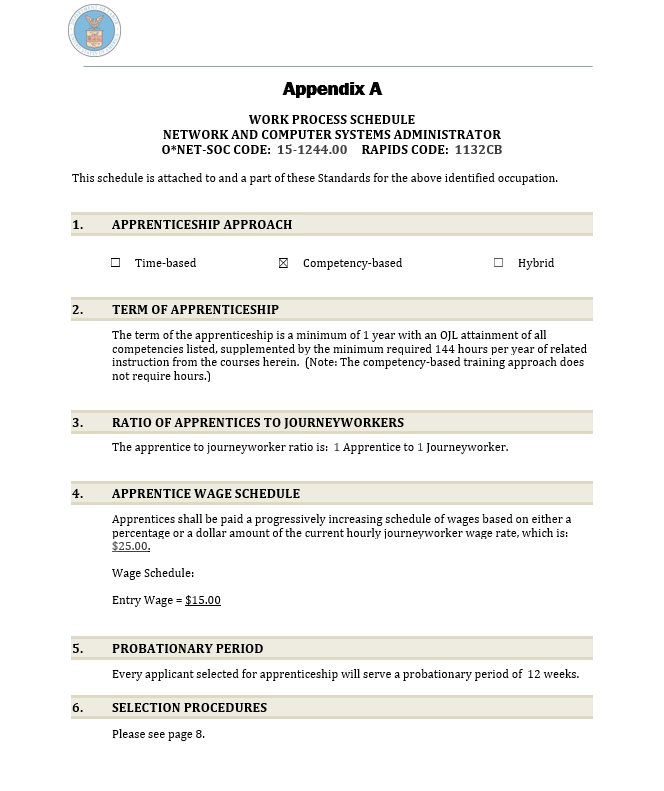 Appendix A
WORK PROCESS SCHEDULE
NETWORK AND COMPUTER SYSTEMS ADMINISTRATOR
O*NET-SOC CODE: 15-1244.00 RAPIDS CODE: 1132CB
This schedule is attached to and a part of these Standards for the above identified occupation.
1. APPRENTICESHIP APPROACH
☐ Time-based ☒ Competency-based ☐ Hybrid
2. TERM OF APPRENTICESHIP
The term of the apprenticeship is a minimum of 1 year with an OJL attainment of all
competencies listed, supplemented by the minimum required 144 hours per year of related
instruction from the courses herein. (Note: The competency-based training approach does
not require hours.)
3. RATIO OF APPRENTICES TO JOURNEYWORKERS
The apprentice to journeyworker ratio is: 1 Apprentice to 1 Journeyworker.
4. APPRENTICE WAGE SCHEDULE
Apprentices shall be paid a progressively increasing schedule of wages based on either a
percentage or a dollar amount of the current hourly journeyworker wage rate, which is:
$25.00.
Wage Schedule:
Entry Wage = $15.00
5. PROBATIONARY PERIOD
Every applicant selected for apprenticeship will serve a probationary period of 12 weeks.
6. SELECTION PROCEDURES
Please see page 8.